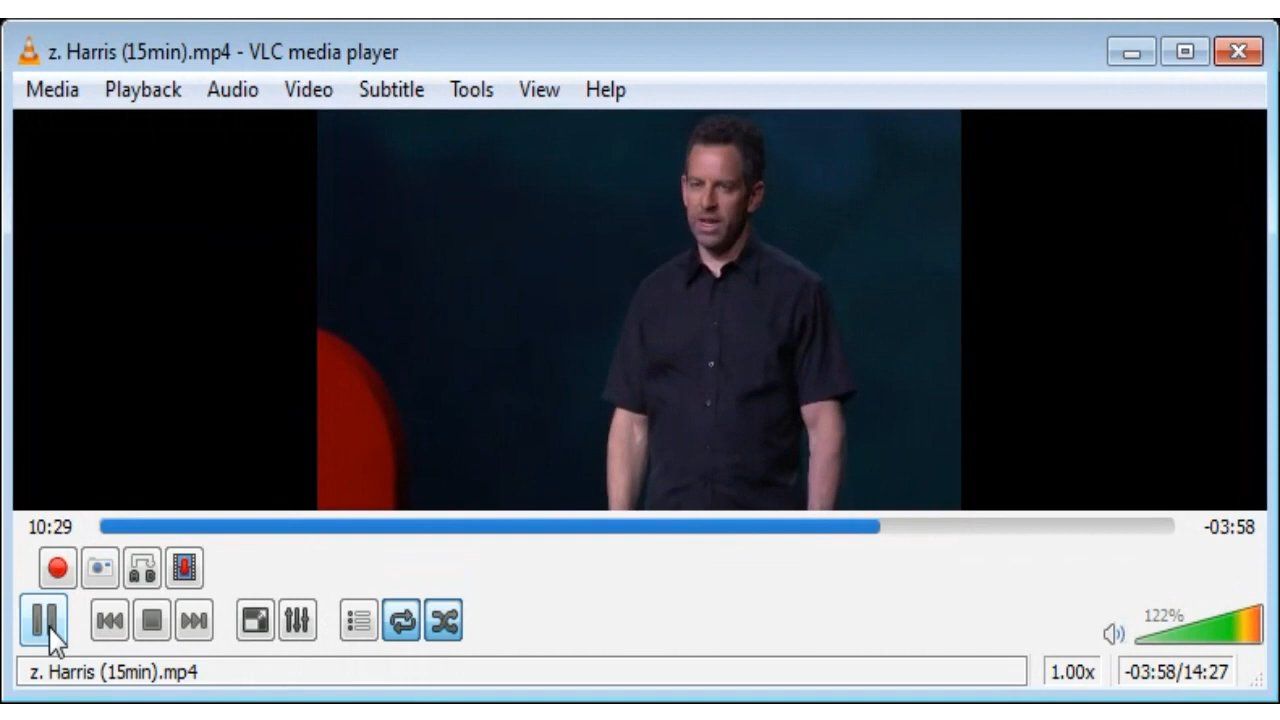 z. Harris (15min).mp4 - VLC media player
Media Playback Audio Video Subtitle Tools View Help
10:29 -03:58
A B
122%
z. Harris (15min).mp4 1.00x -03:58/14:27